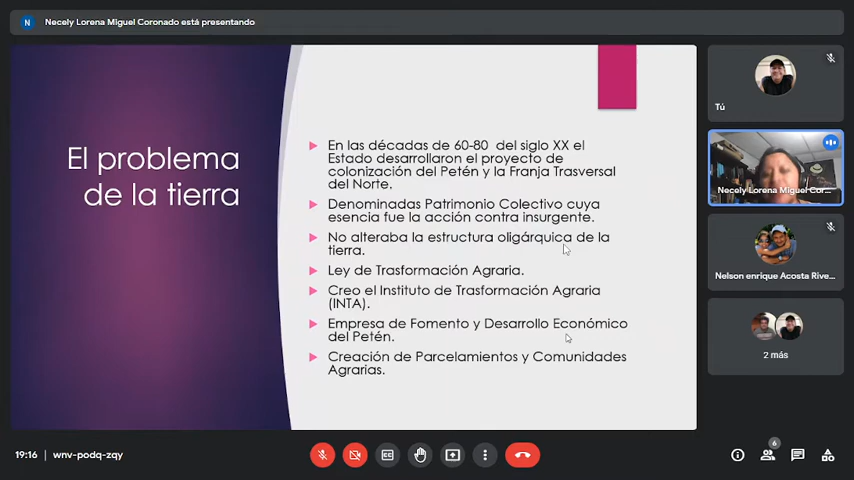 N Necely Lorena Miguel Coronado está presentando
El problema
de la tierra
En las décadas de 60-80 del siglo XX el
Estado desarrollaron el proyecto de
colonización del Petén y la Franja Trasversal
del Norte.
Denominadas Patrimonio Colectivo cuya
esencia fue la acción contra insurgente.
No alteraba la estructura oligárquica de la
tierra.
Ley de Trasformación Agraria.
Creo el Instituto de Trasformación Agraria
(INTA).
Empresa de Fomento y Desarrollo Económico
del Petén.
Creación de Parcelamientos y Comunidades
Agrarias.
Tú
Necely Lorena Miguel Cor...
Nelson enrique Acosta Rive...
2 más
19:16 wnv-podq-zqy
6